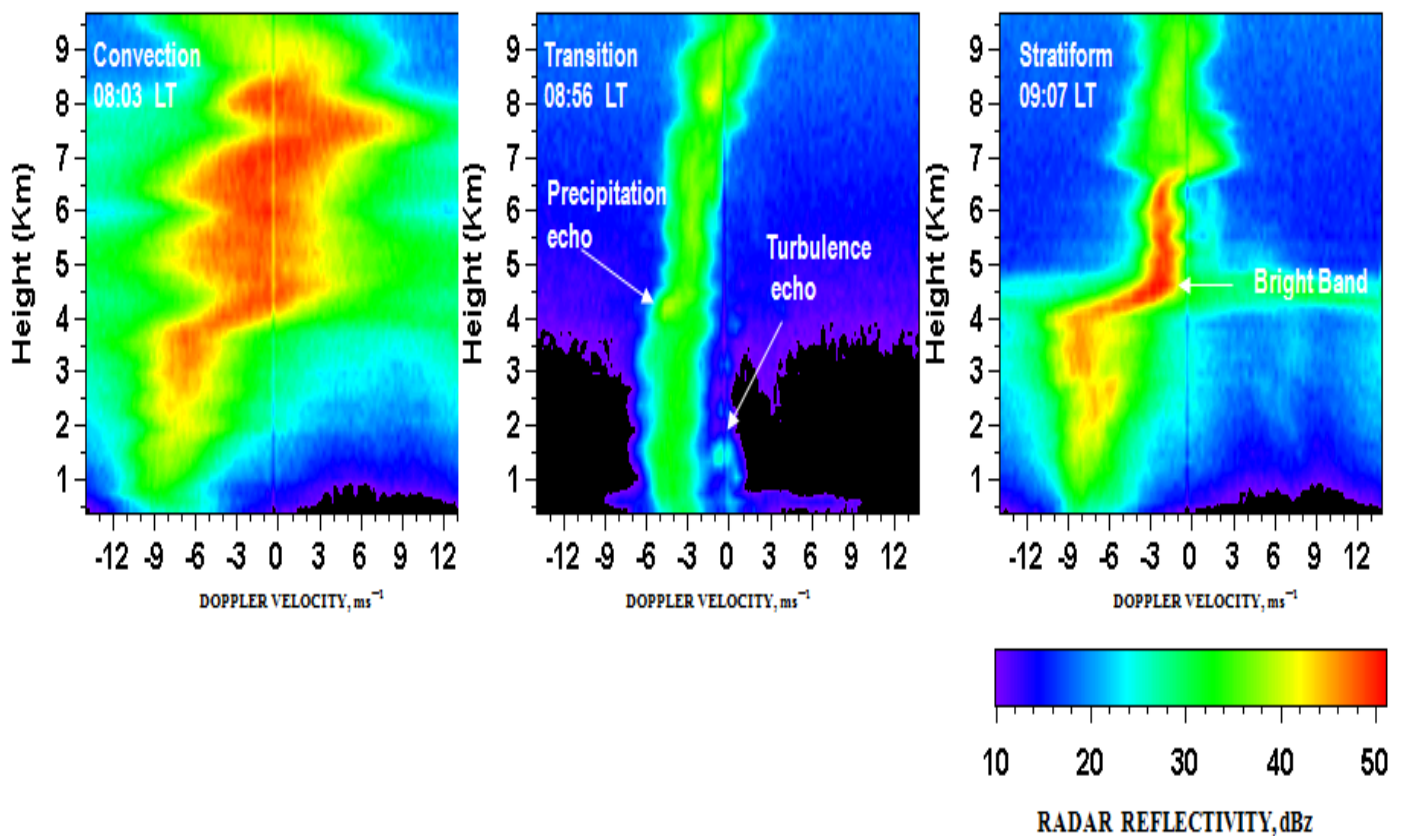 Convection
08:03 LT
Height (Km)
9
8
7
6
5
4
3
2
1
-12 -9 -6 -3 0 3 6 9 12
DOPPLER VELOCITY, ms⁻¹
Transition
08:56 LT
Precipitation
echo
Turbulence
echo
Height (Km)
9
8
7
6
5
4
3
2
1
-12 -9 -6 -3 0 3 6 9 12
DOPPLER VELOCITY, ms⁻¹
Stratiform
09:07 LT
Bright Band
Height (Km)
9
8
7
6
5
4
3
2
1
-12 -9 -6 -3 0 3 6 9 12
DOPPLER VELOCITY, ms⁻¹
10 20 30 40 50
RADAR REFLECTIVITY, dBz